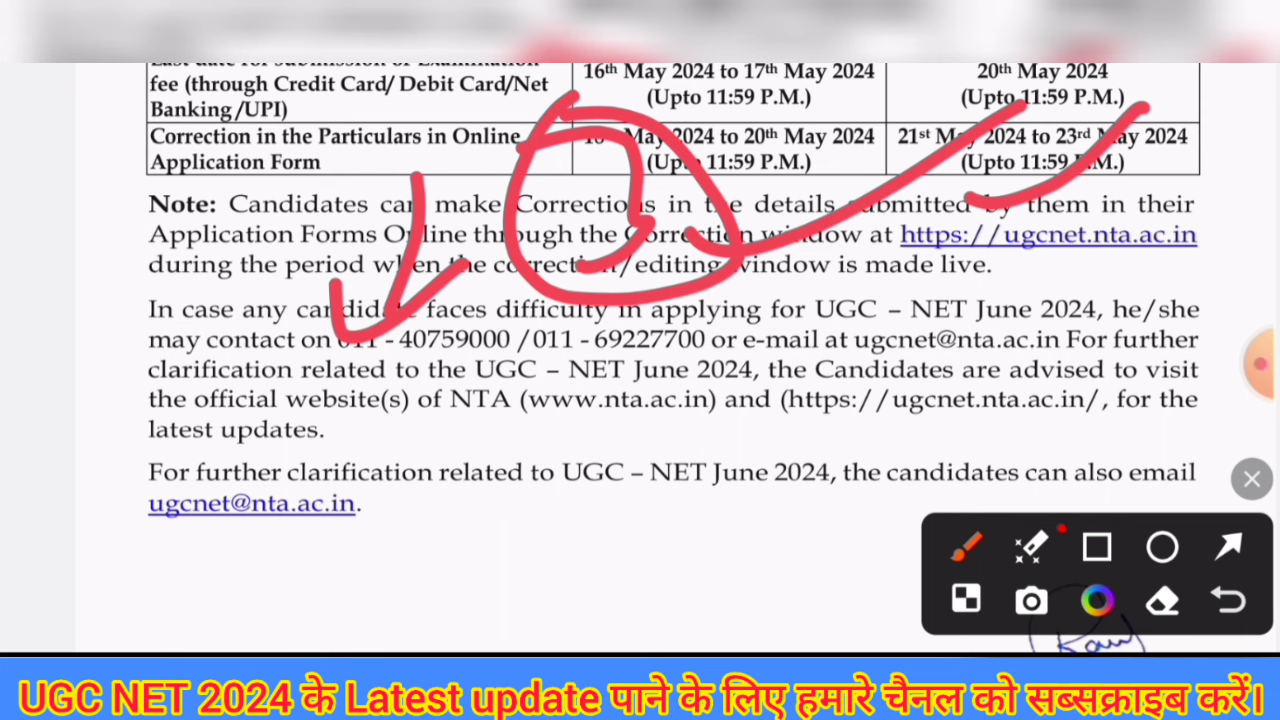 fee (through Credit Card/ Debit Card/Net
Banking /UPI)
16th May 2024 to 17th May 2024
(Upto 11:59 P.M.)
20th May 2024
(Upto 11:59 P.M.)
Correction in the Particulars in Online
Application Form
May 2024 to 20th May 2024
(Upto 11:59 P.M.)
21st May 2024 to 23rd May 2024
(Upto 11:59 P.M.)
Note: Candidates can make Corrections in the details submitted by them in their
Application Forms Online through the Correction window at https://ugcnet.nta.ac.in
during the period when the correction/editing window is made live.
In case any candidate faces difficulty in applying for UGC – NET June 2024, he/she
may contact on 011 - 40759000 /011 - 69227700 or e-mail at ugcnet@nta.ac.in For further
clarification related to the UGC – NET June 2024, the Candidates are advised to visit
the official website(s) of NTA (www.nta.ac.in) and (https://ugcnet.nta.ac.in/, for the
latest updates.
For further clarification related to UGC – NET June 2024, the candidates can also email
ugcnet@nta.ac.in.
UGC NET 2024 के Latest update पाने के लिए हमारे चैनल को सब्सक्राइब करें।